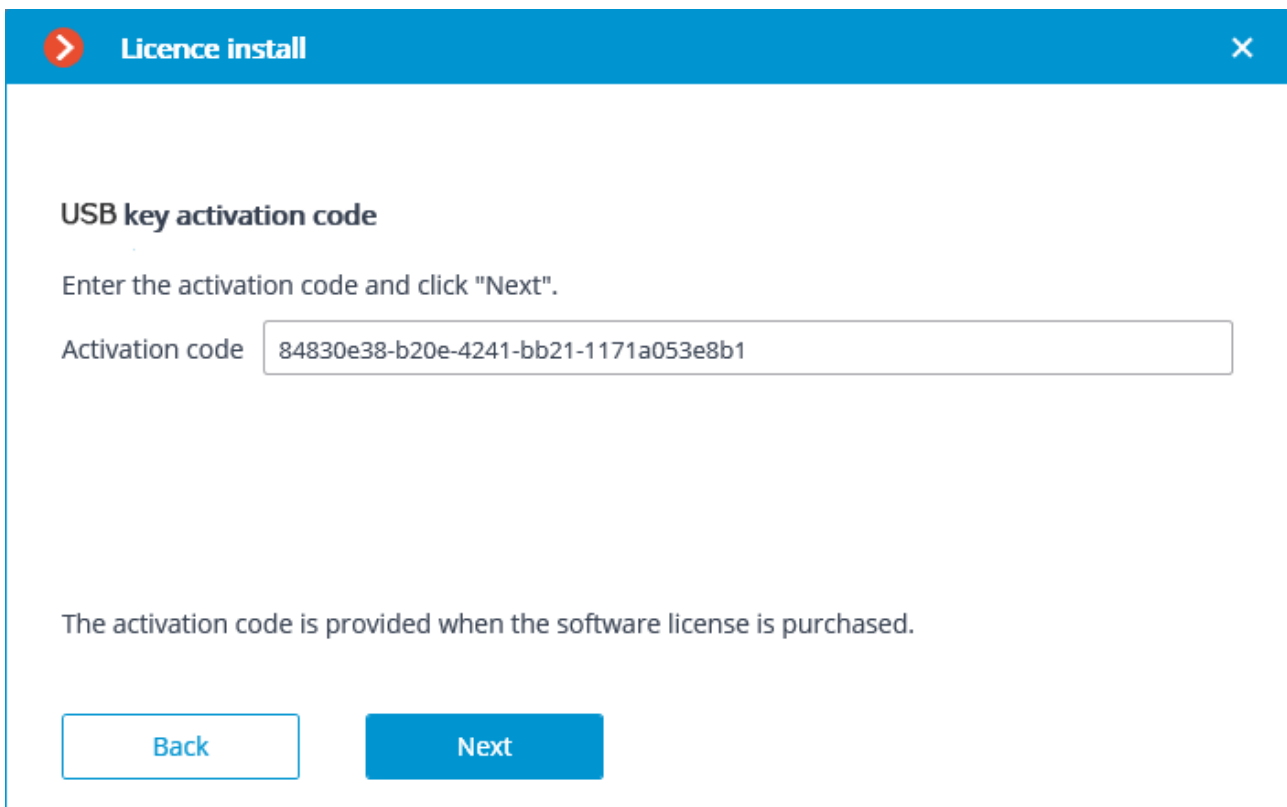 Licence install
USB key activation code
Enter the activation code and click "Next".
Activation code 84830e38-b20e-4241-bb21-1171a053e8b1
The activation code is provided when the software license is purchased.
Back Next